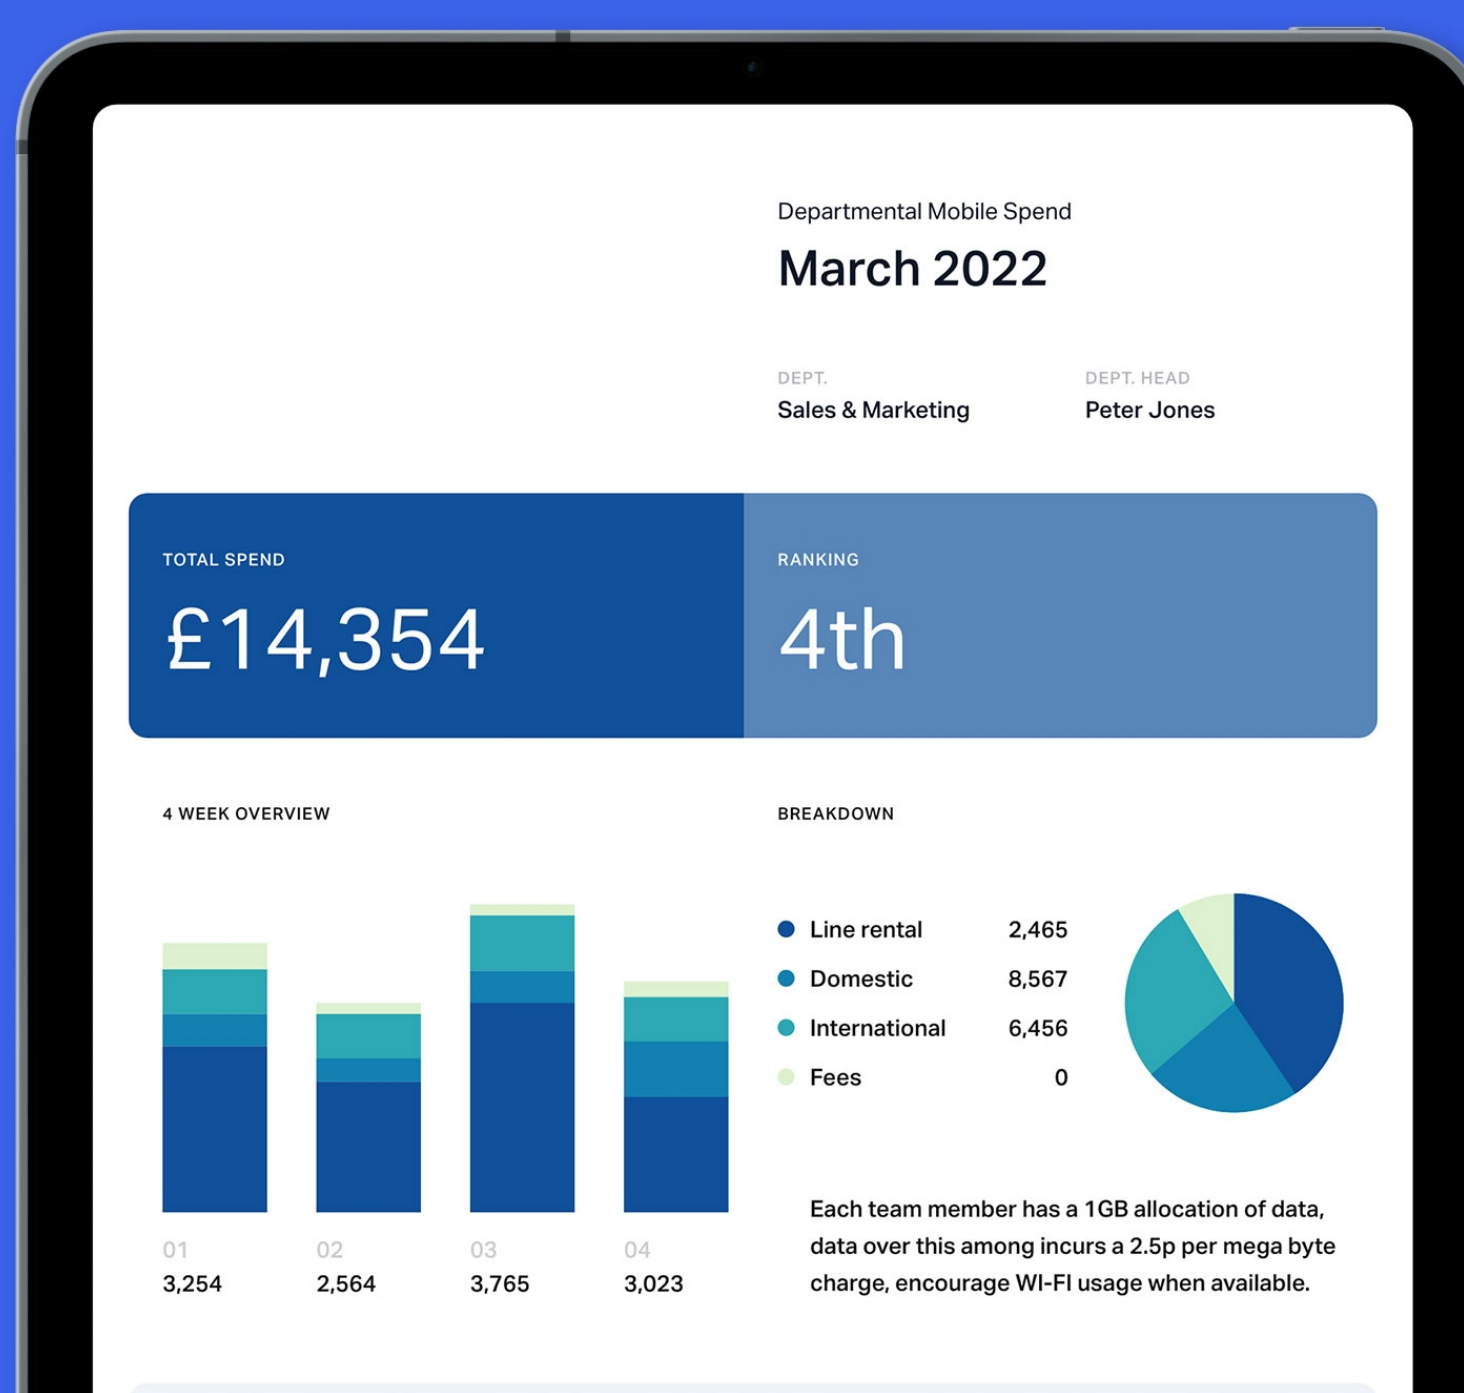 Departmental Mobile Spend
March 2022
DEPT.
Sales & Marketing
DEPT. HEAD
Peter Jones
TOTAL SPEND
£14,354
RANKING
4th
4 WEEK OVERVIEW
01
3,254
02
2,564
03
3,765
04
3,023
BREAKDOWN
Line rental 2,465
Domestic 8,567
International 6,456
Fees 0
Each team member has a 1GB allocation of data,
data over this among incurs a 2.5p per mega byte
charge, encourage WI-FI usage when available.